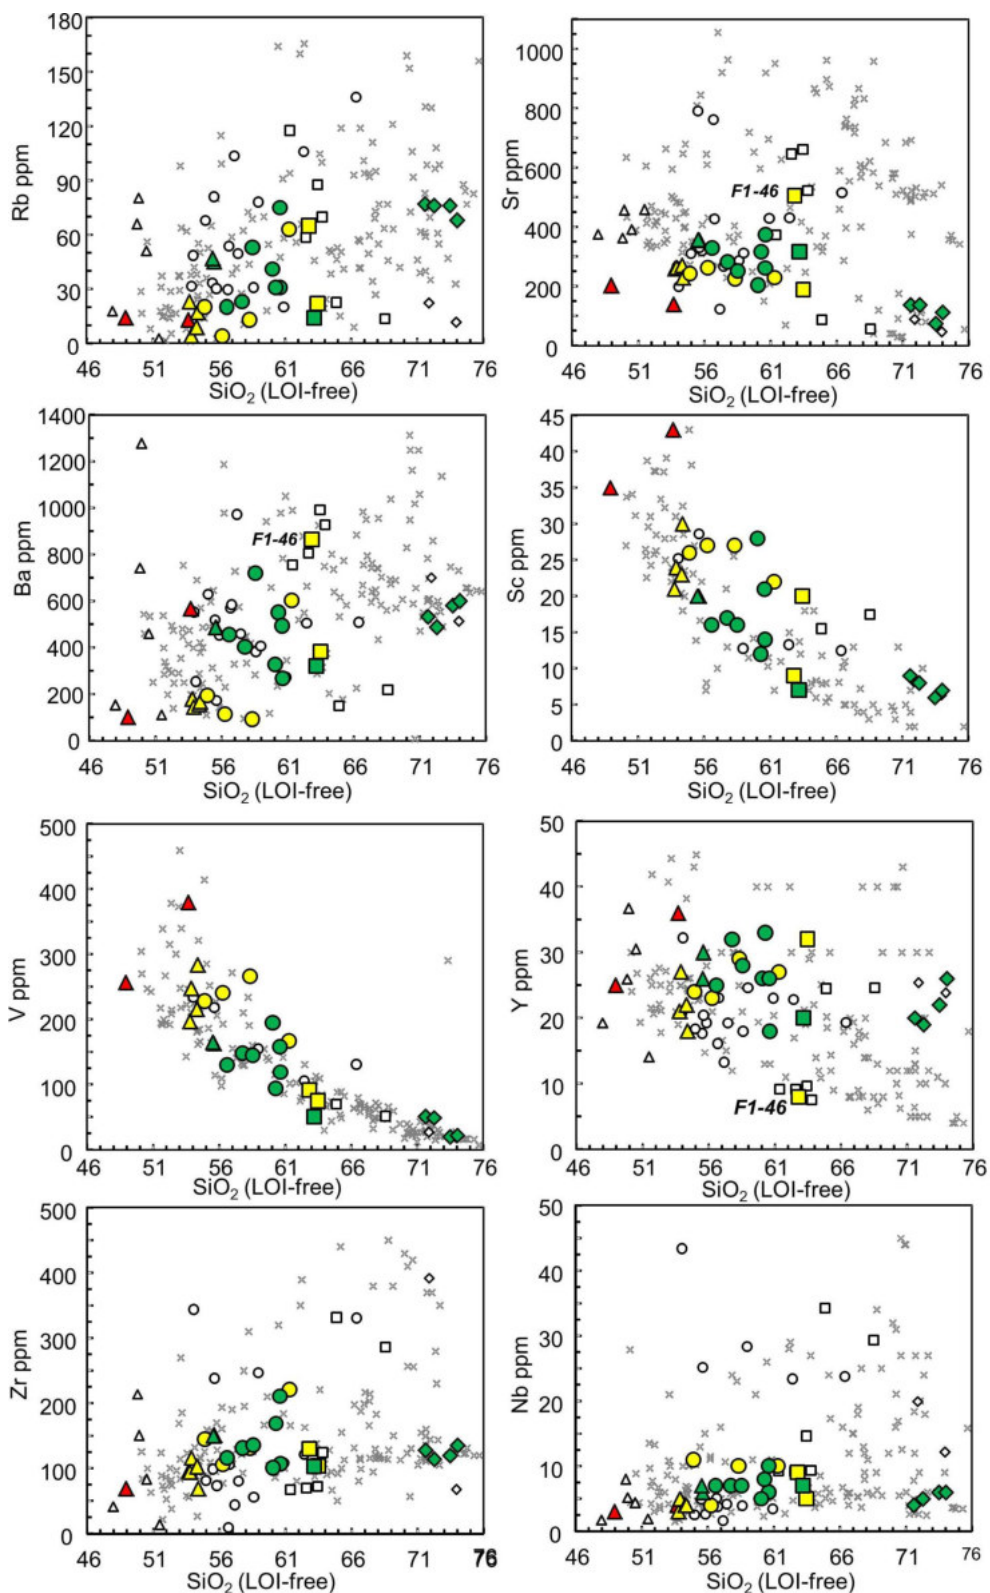 180
150
120
90
60
30
0
Rb ppm
46 51 56 61 66 71 76
SiO₂ (LOI-free)
1000
800
600
400
200
0
Sr ppm
F1-46
46 51 56 61 66 71 76
SiO₂ (LOI-free)
1400
1200
1000
800
600
400
200
0
Ba ppm
F1-46
46 51 56 61 66 71 76
SiO₂ (LOI-free)
45
40
35
30
25
20
15
10
5
0
Sc ppm
46 51 56 61 66 71 76
SiO₂ (LOI-free)
500
400
300
200
100
0
V ppm
46 51 56 61 66 71 76
SiO₂ (LOI-free)
50
40
30
20
10
0
Y ppm
F1-46
46 51 56 61 66 71 76
SiO₂ (LOI-free)
500
400
300
200
100
0
Zr ppm
46 51 56 61 66 71 76
SiO₂ (LOI-free)
50
40
30
20
10
0
Nb ppm
46 51 56 61 66 71 76
SiO₂ (LOI-free)